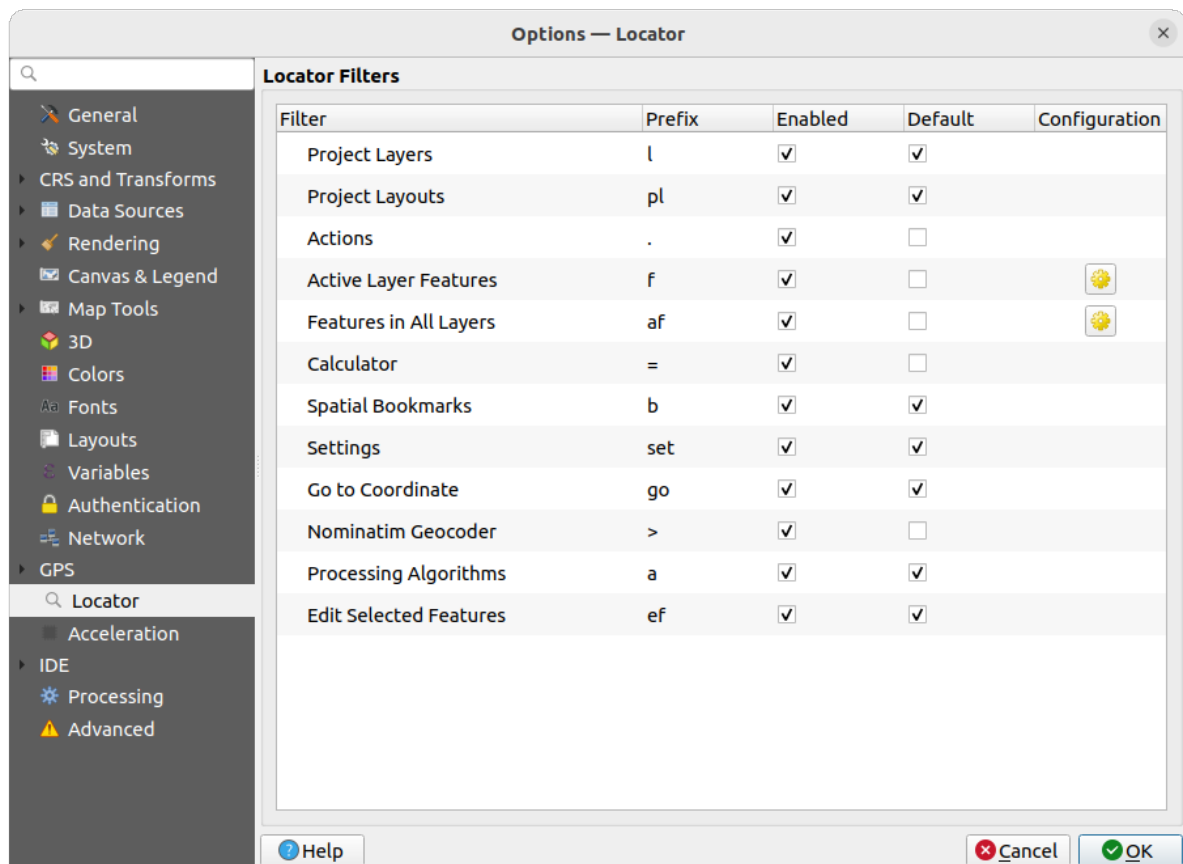 Options — Locator
General
System
CRS and Transforms
Data Sources
Rendering
Canvas & Legend
Map Tools
3D
Colors
Aa Fonts
Layouts
Variables
Authentication
Network
GPS
Locator
Acceleration
IDE
Processing
Advanced
Locator Filters
Filter Prefix Enabled Default Configuration
Project Layers l
Project Layouts pl
Actions .
Active Layer Features f
Features in All Layers af
Calculator =
Spatial Bookmarks b
Settings set
Go to Coordinate go
Nominatim Geocoder >
Processing Algorithms a
Edit Selected Features ef
Help Cancel OK